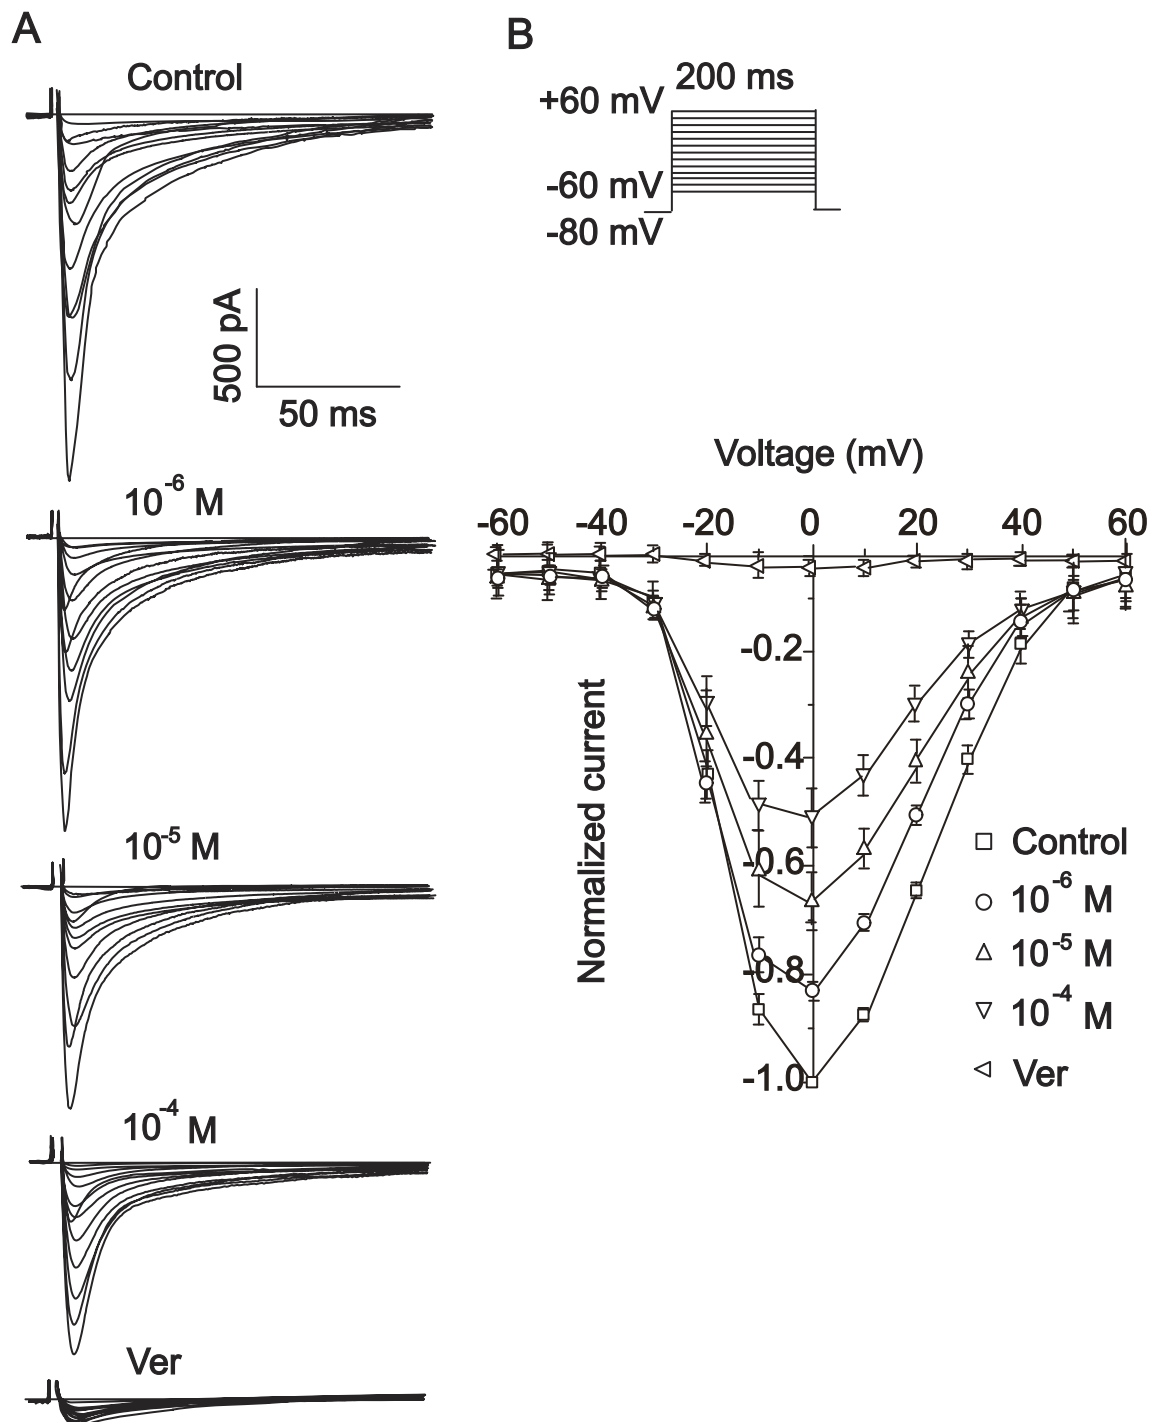 A
B
Control
200 ms
+60 mV
-60 mV
-80 mV
500 pA
50 ms
10⁻⁶ M
10⁻⁵ M
10⁻⁴ M
Ver
Voltage (mV)
-60 -40 -20 0 20 40 60
-0.2
-0.4
-0.6
-0.8
-1.0
Normalized current
Control
10⁻⁶ M
10⁻⁵ M
10⁻⁴ M
Ver